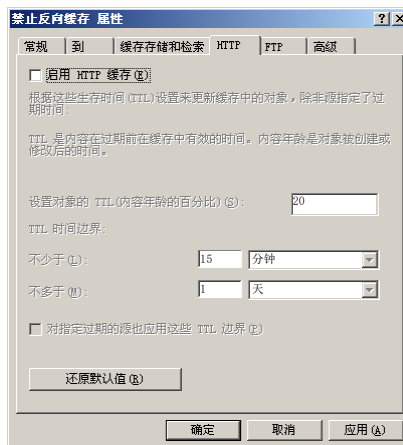 禁止反向缓存 属性
常规 到 缓存存储和检索 HTTP FTP 高级
启用 HTTP 缓存(E)
根据这些生存时间(TTL)设置来更新缓存中的对象，除非源指定了过
期时间:
TTL 是内容在过期前在缓存中有效的时间。内容年龄是对象被创建或
修改后的时间。
设置对象的 TTL(内容年龄的百分比)(S): 20
TTL 时间边界:
不少于(L): 15 分钟
不多于(M): 1 天
对指定过期的源也应用这些 TTL 边界(P)
还原默认值(R)
确定 取消 应用(A)